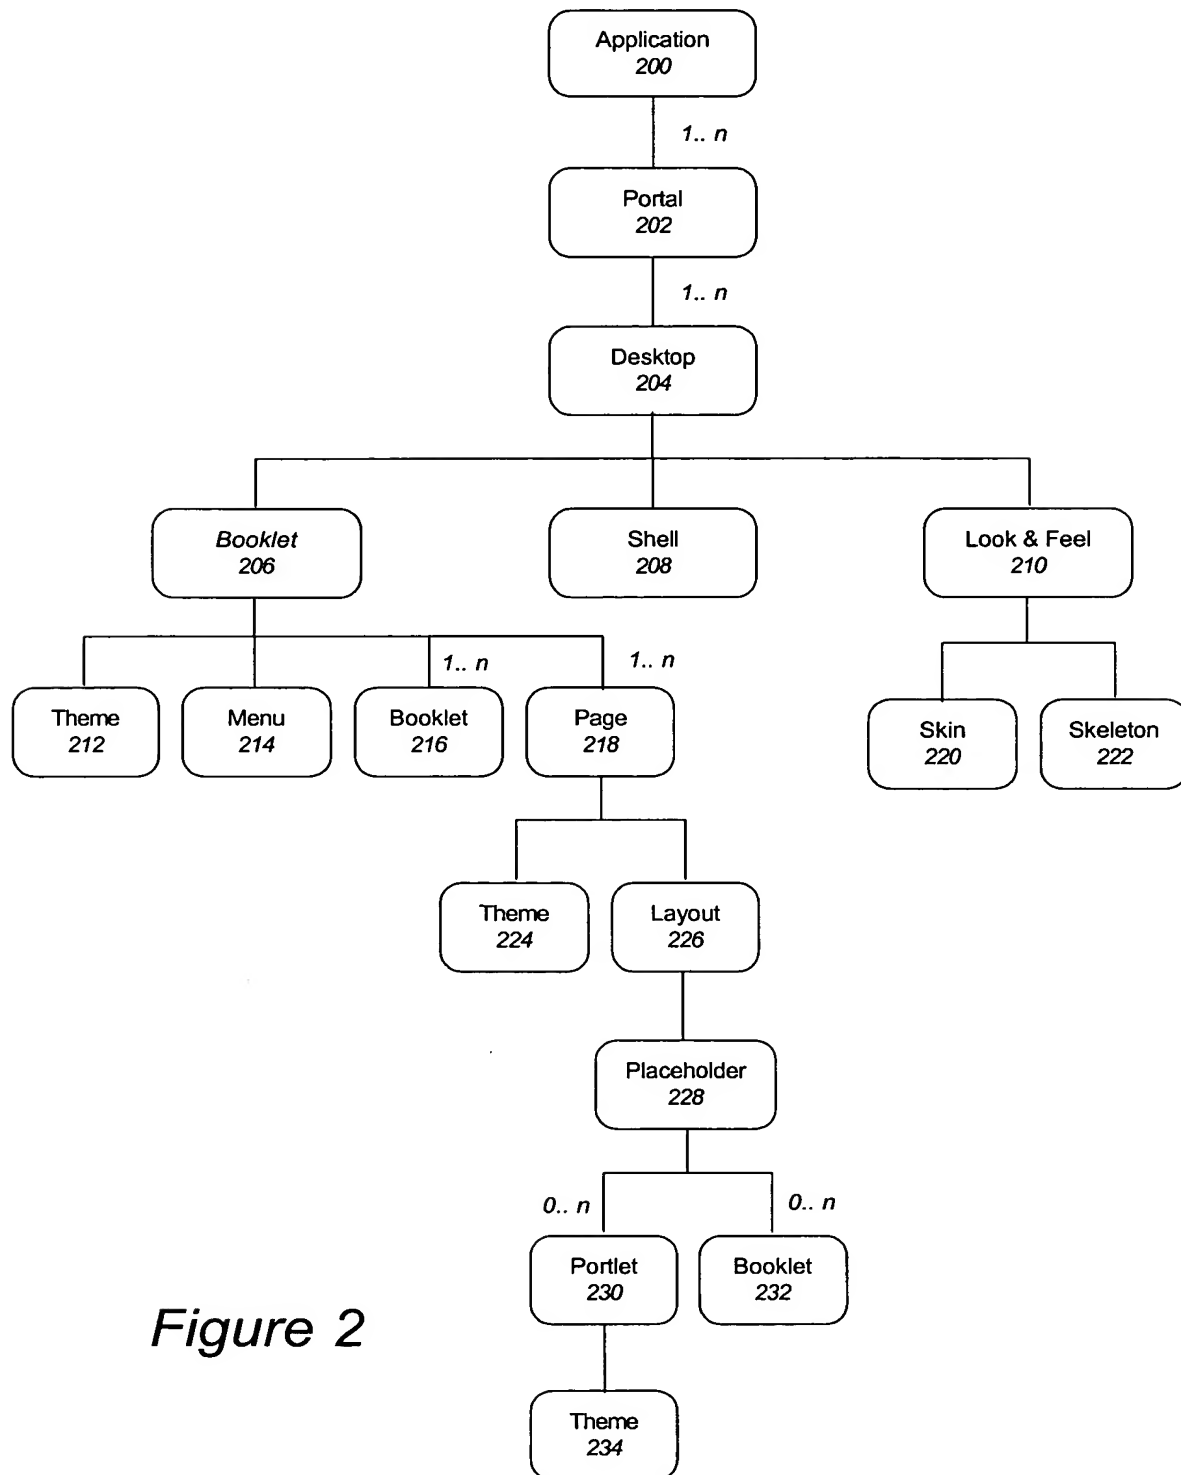 Application
200
1.. n
Portal
202
1.. n
Desktop
204
Booklet
206
Shell
208
Look & Feel
210
1.. n
1.. n
Theme
212
Menu
214
Booklet
216
Page
218
Skin
220
Skeleton
222
Theme
224
Layout
226
Placeholder
228
0.. n
0.. n
Portlet
230
Booklet
232
Figure 2
Theme
234